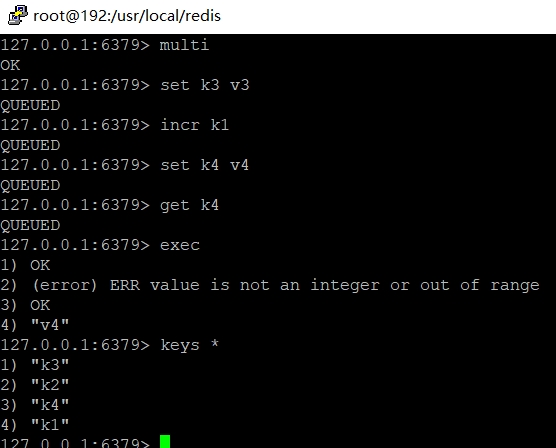 root@192:/usr/local/redis
127.0.0.1:6379> multi
OK
127.0.0.1:6379> set k3 v3
QUEUED
127.0.0.1:6379> incr k1
QUEUED
127.0.0.1:6379> set k4 v4
QUEUED
127.0.0.1:6379> get k4
QUEUED
127.0.0.1:6379> exec
1) OK
2) (error) ERR value is not an integer or out of range
3) OK
4) "v4"
127.0.0.1:6379> keys *
1) "k3"
2) "k2"
3) "k4"
4) "k1"
127.0.0.1:6379>